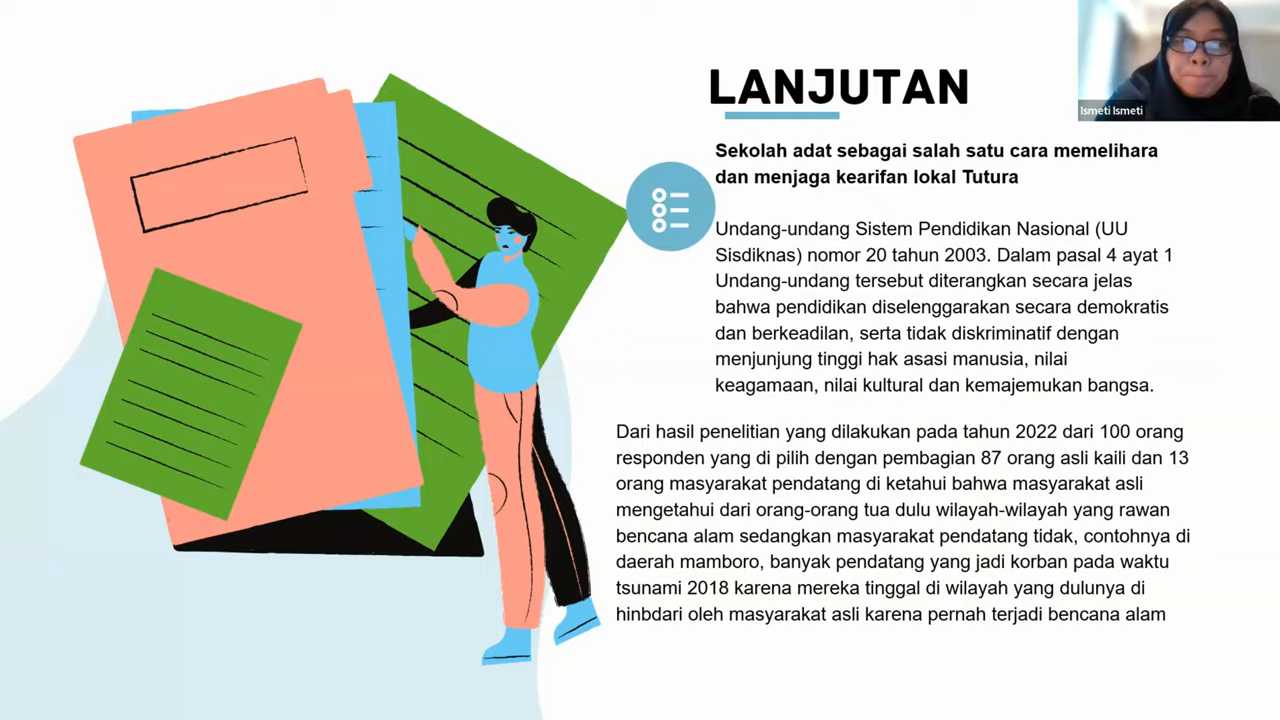 LANJUTAN
Ismeti Ismeti
Sekolah adat sebagai salah satu cara memelihara
dan menjaga kearifan lokal Tutura
Undang-undang Sistem Pendidikan Nasional (UU
Sisdiknas) nomor 20 tahun 2003. Dalam pasal 4 ayat 1
Undang-undang tersebut diterangkan secara jelas
bahwa pendidikan diselenggarakan secara demokratis
dan berkeadilan, serta tidak diskriminatif dengan
menjunjung tinggi hak asasi manusia, nilai
keagamaan, nilai kultural dan kemajemukan bangsa.
Dari hasil penelitian yang dilakukan pada tahun 2022 dari 100 orang
responden yang di pilih dengan pembagian 87 orang asli kaili dan 13
orang masyarakat pendatang di ketahui bahwa masyarakat asli
mengetahui dari orang-orang tua dulu wilayah-wilayah yang rawan
bencana alam sedangkan masyarakat pendatang tidak, contohnya di
daerah mamboro, banyak pendatang yang jadi korban pada waktu
tsunami 2018 karena mereka tinggal di wilayah yang dulunya di
hinbdari oleh masyarakat asli karena pernah terjadi bencana alam